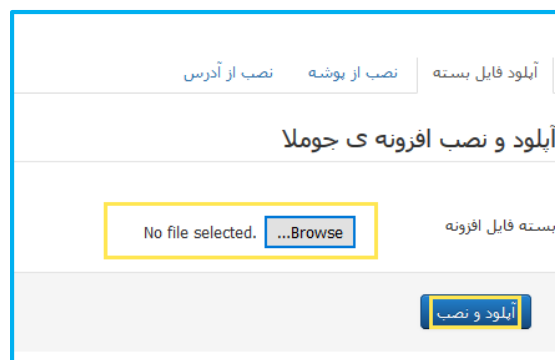 آپلود فایل بسته نصب از پوشه نصب از آدرس
آپلود و نصب افزونه ی جوملا
بسته فایل افزونه
...Browse No file selected.
آپلود و نصب